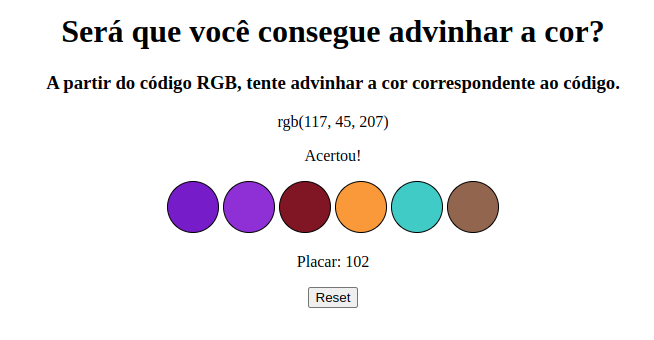 Será que você consegue advinhar a cor?
A partir do código RGB, tente advinhar a cor correspondente ao código.
rgb(117, 45, 207)
Acertou!
Placar: 102
Reset